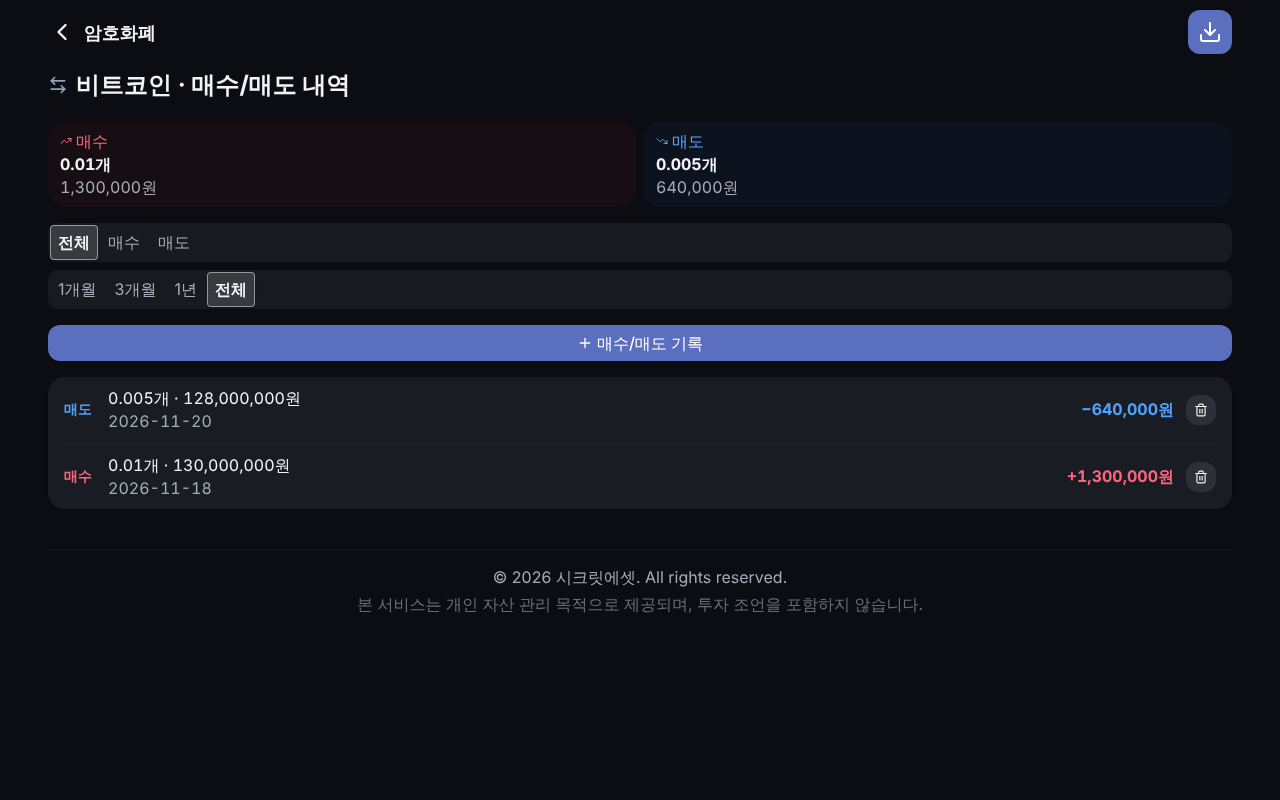 암호화폐
비트코인 · 매수/매도 내역
매수
0.01개
1,300,000원
매도
0.005개
640,000원
전체 매수 매도
1개월 3개월 1년 전체
+ 매수/매도 기록
매도 0.005개 · 128,000,000원 −640,000원
2026-11-20
매수 0.01개 · 130,000,000원 +1,300,000원
2026-11-18
© 2026 시크릿에셋. All rights reserved.
본 서비스는 개인 자산 관리 목적으로 제공되며, 투자 조언을 포함하지 않습니다.